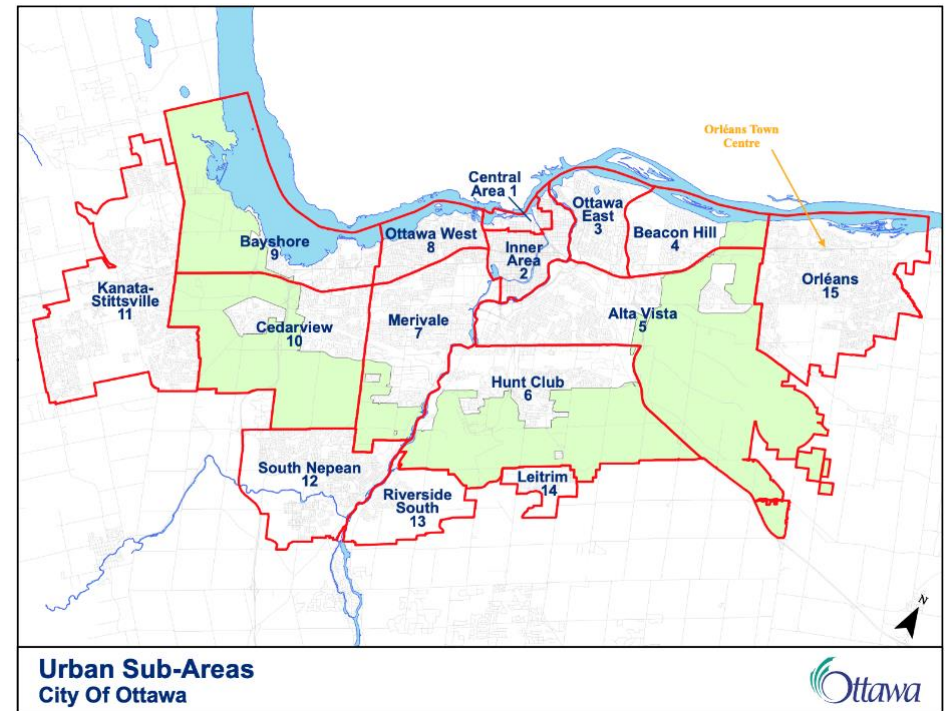 Orléans Town
Centre
Central
Area 1
Ottawa
East
3
Ottawa West
8
Beacon Hill
4
Bayshore
9
Inner
Area
2
Kanata-
Stittsville
11
Orléans
15
Cedarview
10
Merivale
7
Alta Vista
5
Hunt Club
6
South Nepean
12
Leitrim
14
Riverside
South
13
N
Urban Sub-Areas
City Of Ottawa
Ottawa